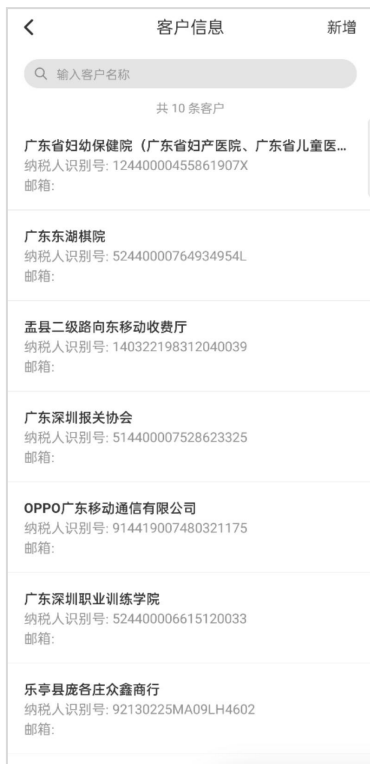 客户信息
新增
输入客户名称
共 10 条客户
广东省妇幼保健院（广东省妇产医院、广东省儿童医...
纳税人识别号: 12440000455861907X
邮箱:
广东东湖棋院
纳税人识别号: 52440000764934954L
邮箱:
盂县二级路向东移动收费厅
纳税人识别号: 140322198312040039
邮箱:
广东深圳报关协会
纳税人识别号: 514400007528623325
邮箱:
OPPO广东移动通信有限公司
纳税人识别号: 914419007480321175
邮箱:
广东深圳职业训练学院
纳税人识别号: 524400006615120033
邮箱:
乐亭县庞各庄众鑫商行
纳税人识别号: 92130225MA09LH4602
邮箱: